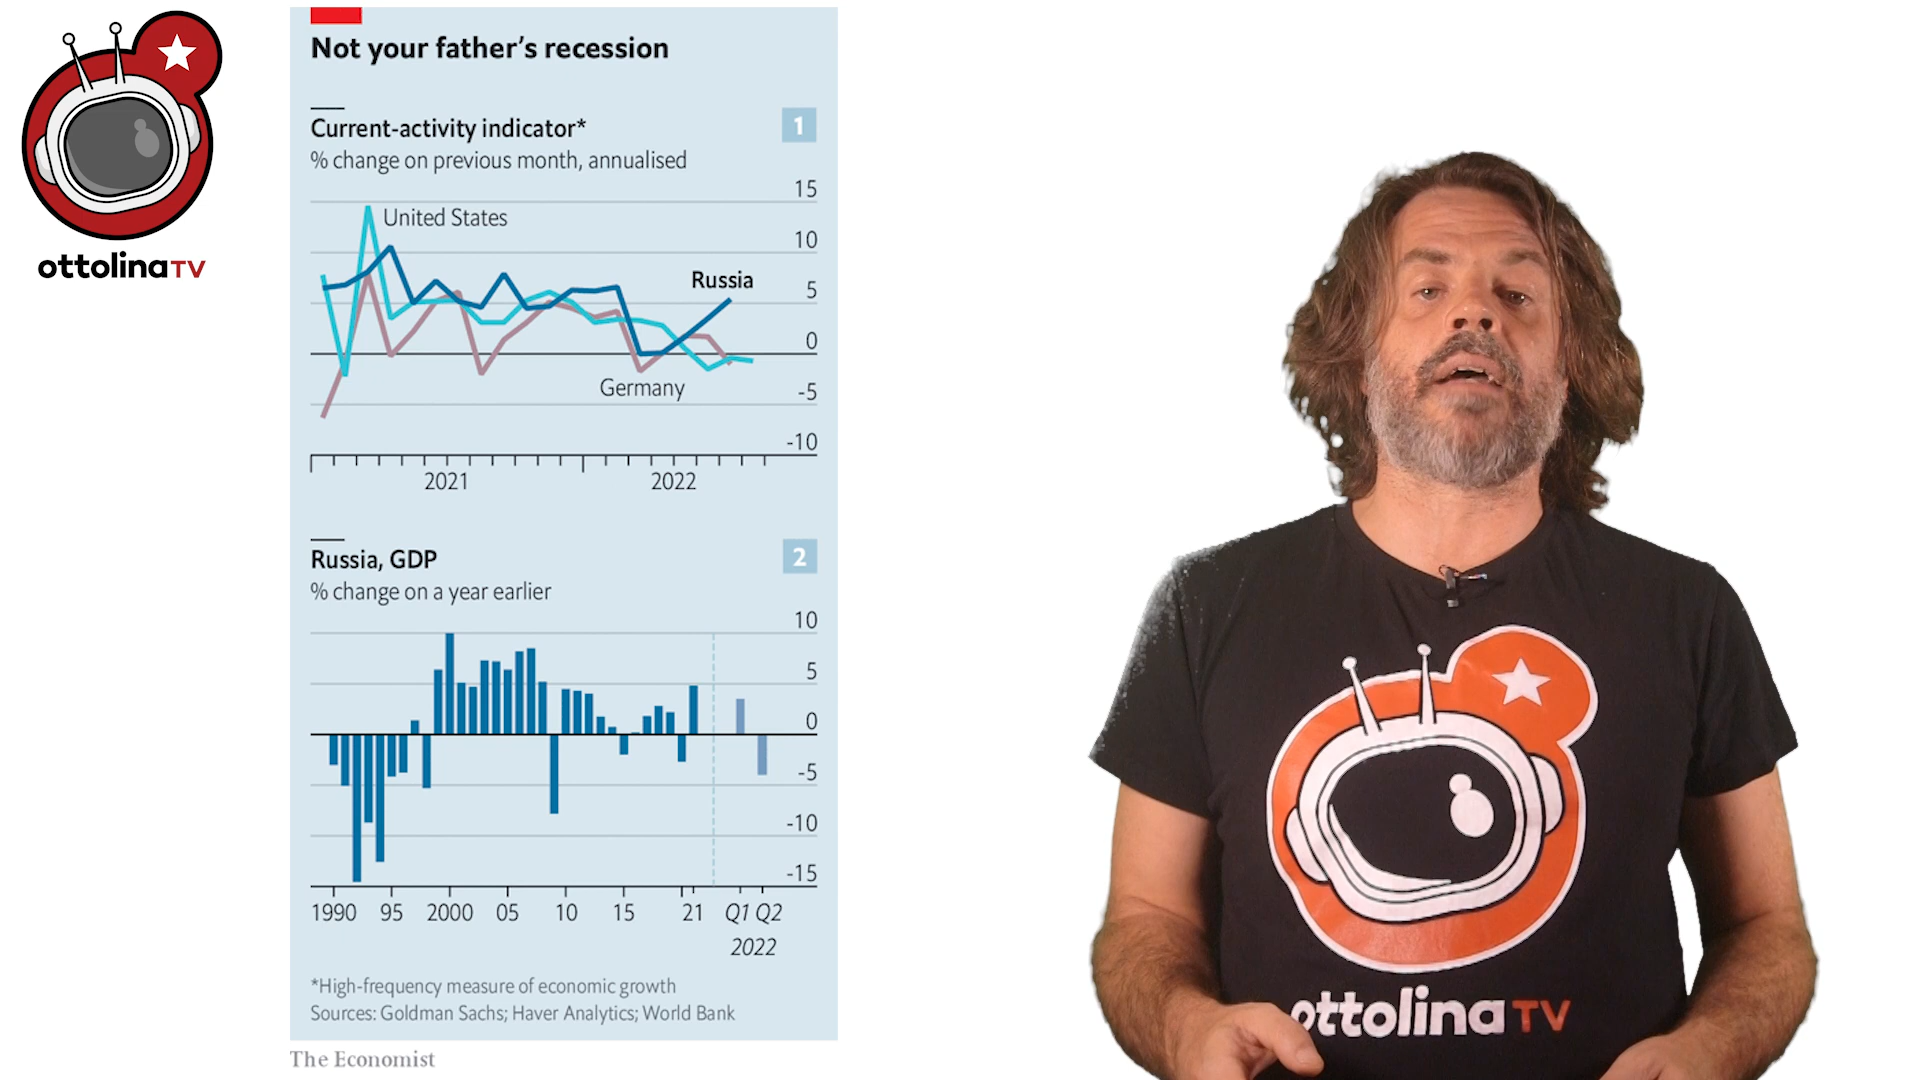 ottolinaTV
Not your father's recession
Current-activity indicator*
1
% change on previous month, annualised
15
United States
10
Russia
5
0
Germany
-5
-10
2021
2022
Russia, GDP
2
% change on a year earlier
10
5
0
-5
-10
-15
1990 95 2000 05 10 15 21 Q1 Q2
2022
*High-frequency measure of economic growth
Sources: Goldman Sachs; Haver Analytics; World Bank
The Economist
ottolina TV